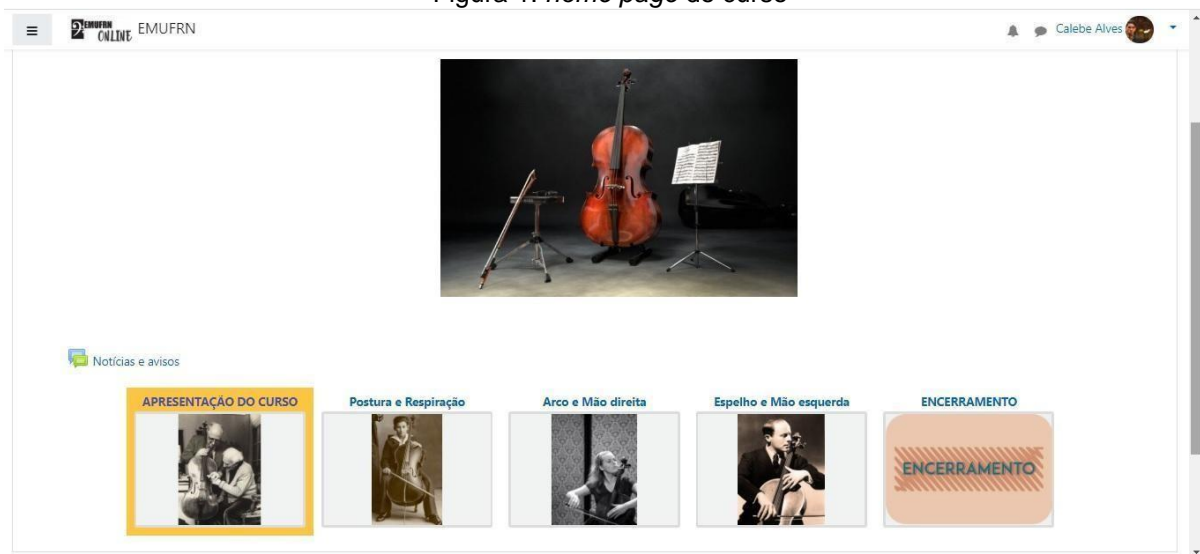 Figura 1: home page do curso
EMUFRN
ONLINE
EMUFRN
Calebe Alves
Notícias e avisos
APRESENTAÇÃO DO CURSO
Postura e Respiração
Arco e Mão direita
Espelho e Mão esquerda
ENCERRAMENTO
ENCERRAMENTO